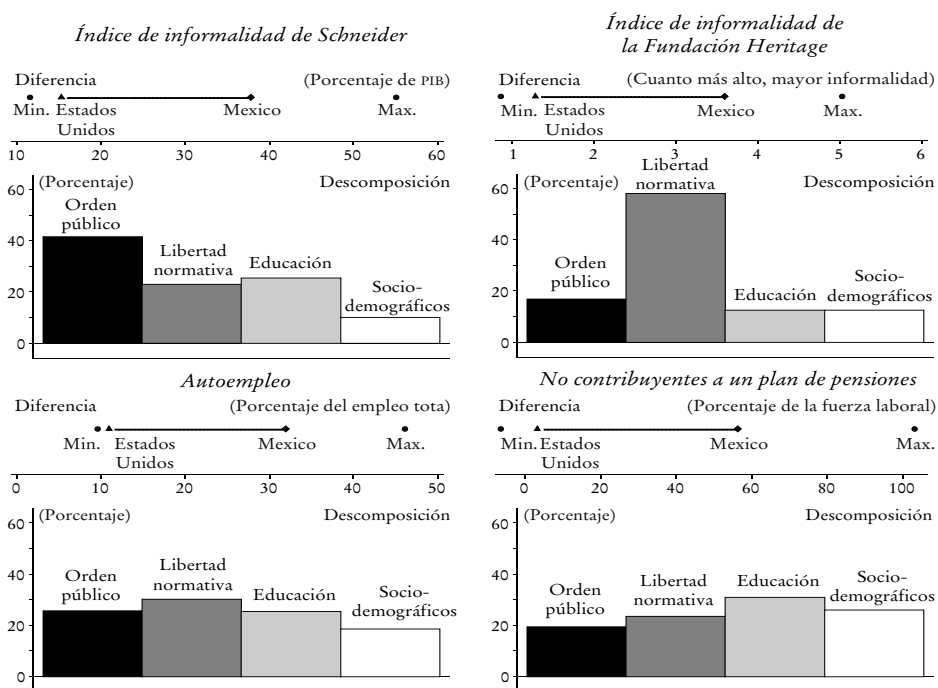 Índice de informalidad de Schneider
Diferencia (Porcentaje de PIB)
Min. Estados Unidos Mexico Max.
10 20 30 40 50 60
(Porcentaje) Descomposición
60
40
20
0
Orden público
Libertad normativa
Educación
Socio-demográficos
Índice de informalidad de
la Fundación Heritage
Diferencia (Cuanto más alto, mayor informalidad)
Min. Estados Unidos Mexico Max.
1 2 3 4 5 6
(Porcentaje) Descomposición
60
40
20
0
Orden público
Libertad normativa
Educación
Socio-demográficos
Autoempleo
Diferencia (Porcentaje del empleo tota)
Min. Estados Unidos Mexico Max.
0 10 20 30 40 50
(Porcentaje) Descomposición
60
40
20
0
Orden público
Libertad normativa
Educación
Socio-demográficos
No contribuyentes a un plan de pensiones
Diferencia (Porcentaje de la fuerza laboral)
Min. Estados Unidos Mexico Max.
0 20 40 60 80 100
(Porcentaje) Descomposición
60
40
20
0
Orden público
Libertad normativa
Educación
Socio-demográficos